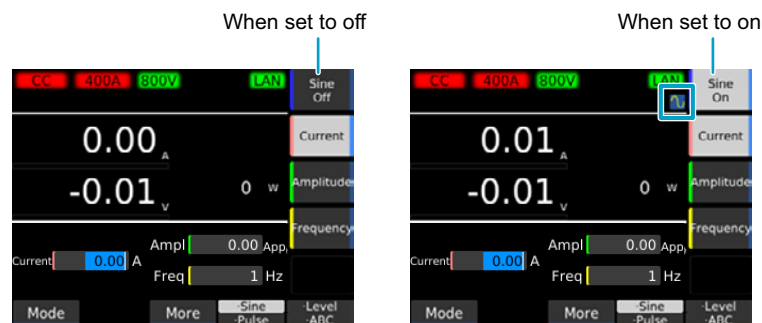 When set to off
When set to on
CC 400A 800V LAN Sine Off
0.00 A Current
-0.01 V 0 W Amplitude
Frequency
Ampl 0.00 App
Current 0.00 A
Freq 1 Hz
Mode More ·Sine ·Pulse ·Level ·ABC
CC 400A 800V LAN Sine On
0.01 A Current
-0.01 V 0 W Amplitude
Frequency
Ampl 0.00 App
Current 0.00 A
Freq 1 Hz
Mode More ·Sine ·Pulse ·Level ·ABC